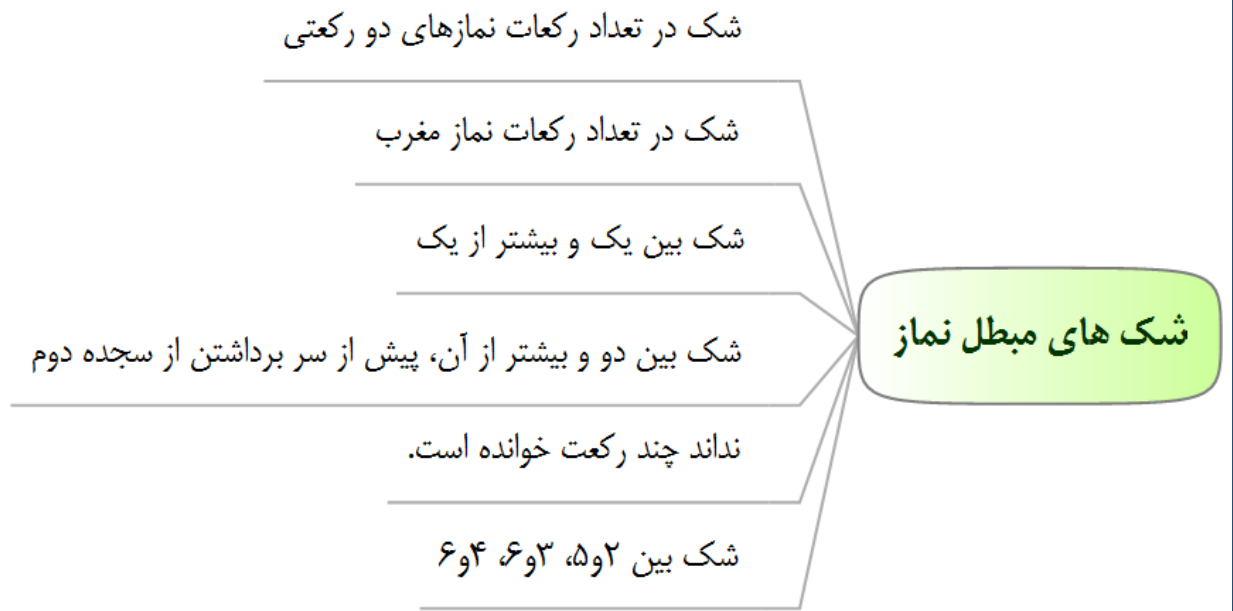 شک های مبطل نماز
شک در تعداد رکعات نمازهای دو رکعتی
شک در تعداد رکعات نماز مغرب
شک بین یک و بیشتر از یک
شک بین دو و بیشتر از آن، پیش از سر برداشتن از سجده دوم
نداند چند رکعت خوانده است.
شک بین ۲و۵، ۳و۶، ۴و۶